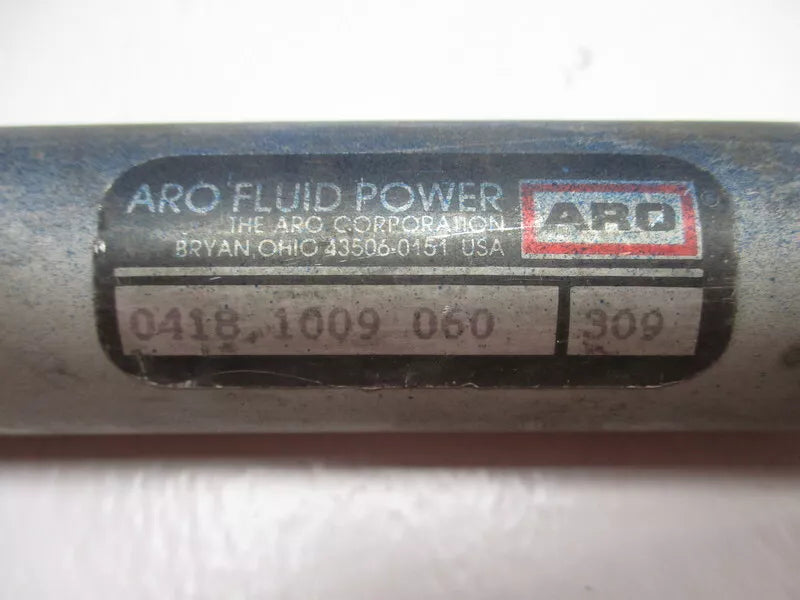 ARO FLUID POWER
THE ARO CORPORATION
BRYAN, OHIO 43506-0151 USA
ARO
®
0418.1009 060
309